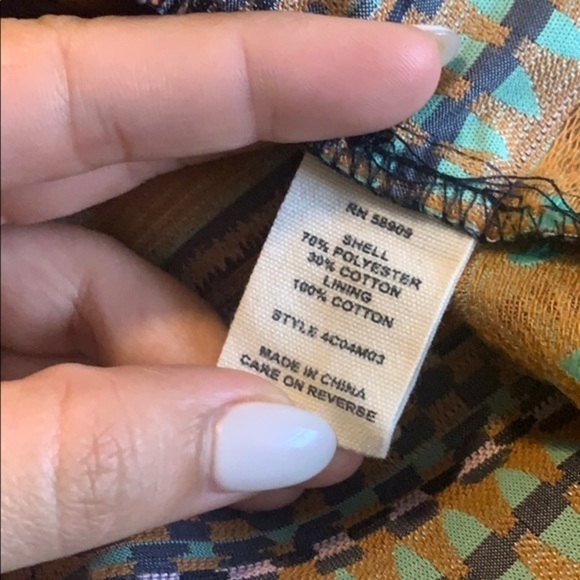 RN 58909
SHELL
70% POLYESTER
30% COTTON
LINING
100% COTTON
STYLE 4C04M03
MADE IN CHINA
CARE ON REVERSE